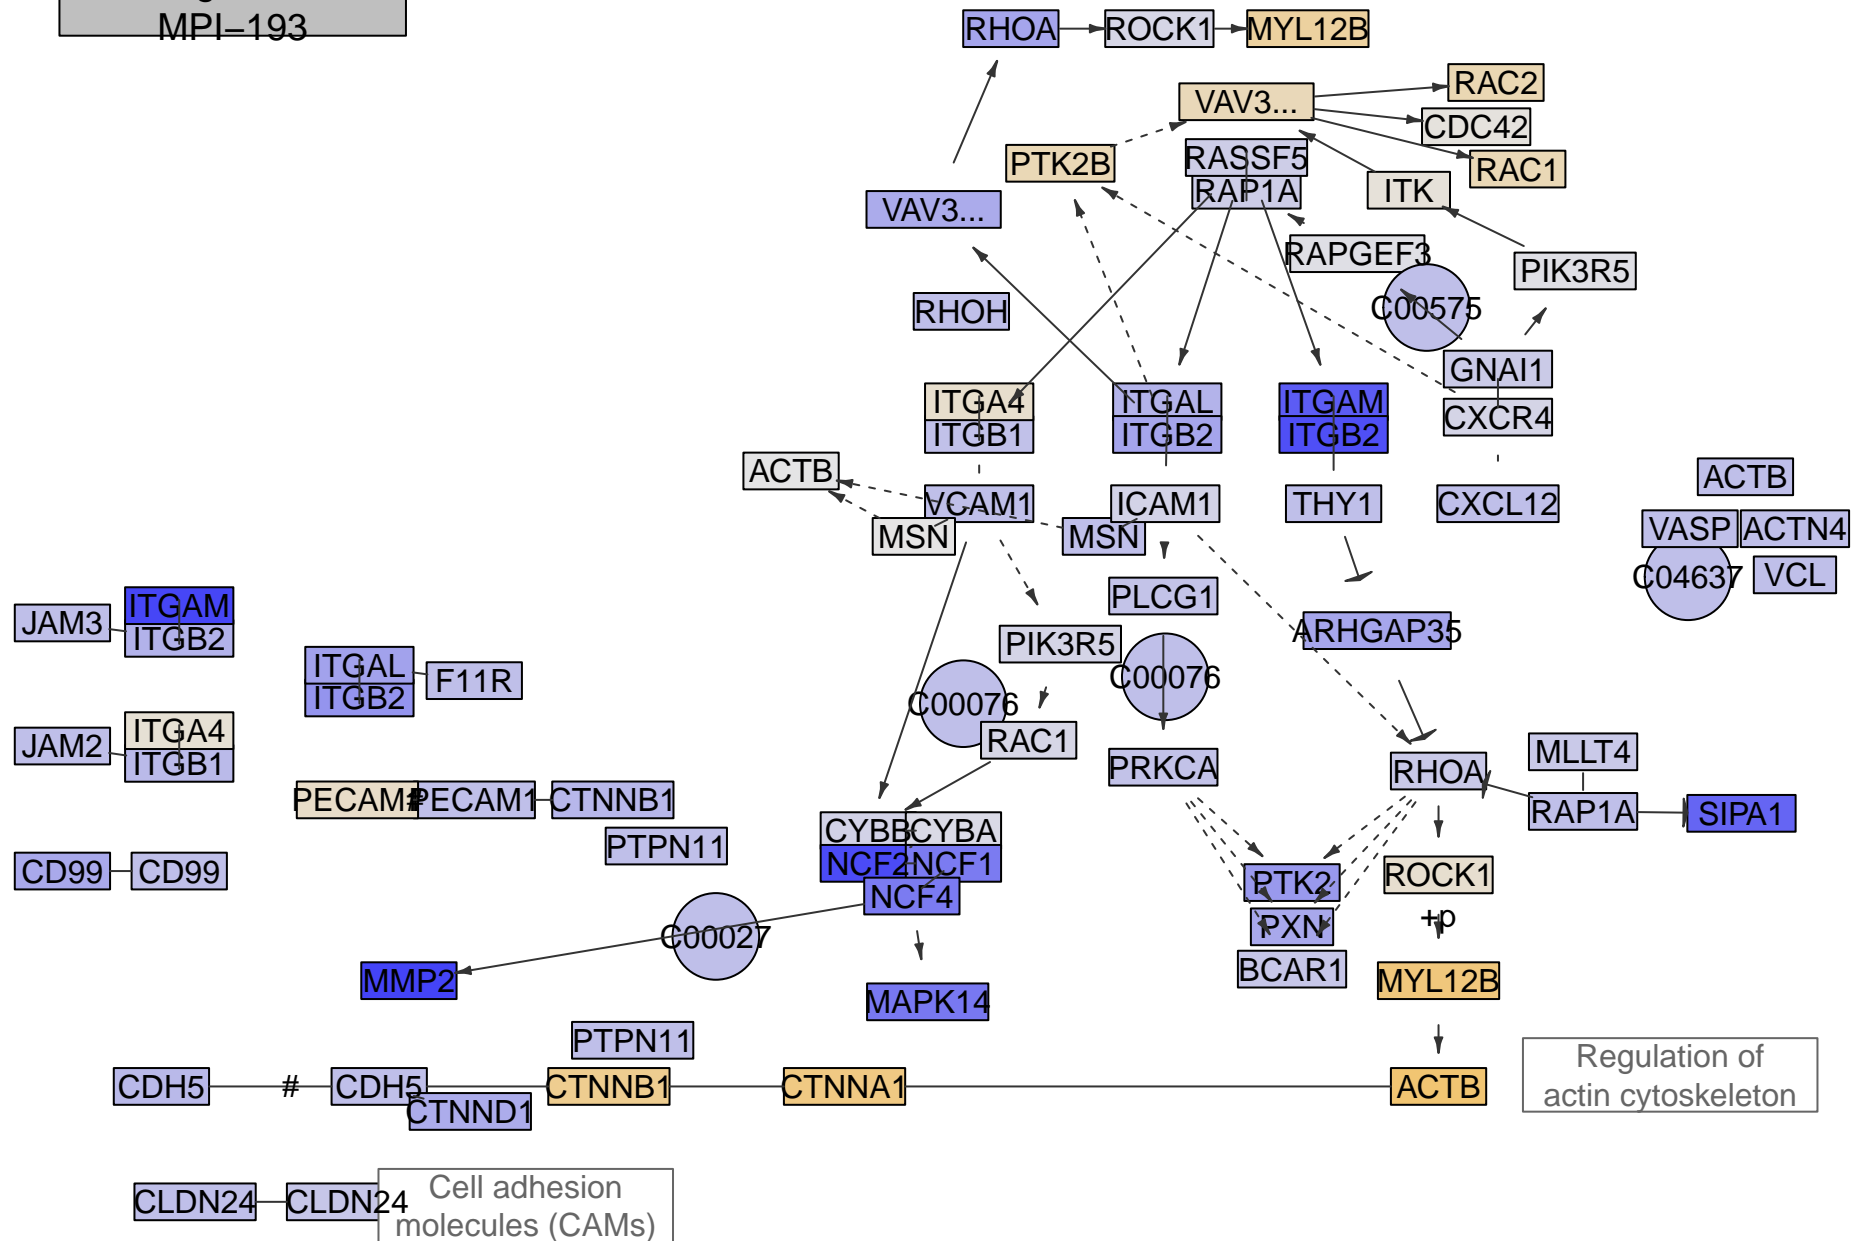 MPI–193
RHOA
ROCK1
MYL12B
RAC2
VAV3...
CDC42
RASSF5
PTK2B
RAC1
RAP1A
ITK
VAV3...
RAPGEF3
PIK3R5
RHOH
C00575
GNAI1
ITGA4
ITGAL
ITGAM
CXCR4
ITGB1
ITGB2
ITGB2
ACTB
ACTB
VCAM1
ICAM1
THY1
CXCL12
MSN
MSN
VASP
ACTN4
C04637
VCL
PLCG1
ITGAM
JAM3
ITGB2
ARHGAP35
PIK3R5
ITGAL
F11R
ITGB2
C00076
C00076
ITGA4
JAM2
ITGB1
RAC1
PRKCA
RHOA
MLLT4
PECAM1
#
PECAM1
CTNNB1
RAP1A
SIPA1
CYBB
CYBA
PTPN11
NCF2
NCF1
CD99
CD99
NCF4
PTK2
ROCK1
+p
PXN
C00027
BCAR1
MMP2
MYL12B
MAPK14
PTPN11
CDH5
#
CDH5
CTNNB1
CTNNA1
ACTB
CTNND1
Regulation of
actin cytoskeleton
CLDN24
CLDN24
Cell adhesion
molecules (CAMs)